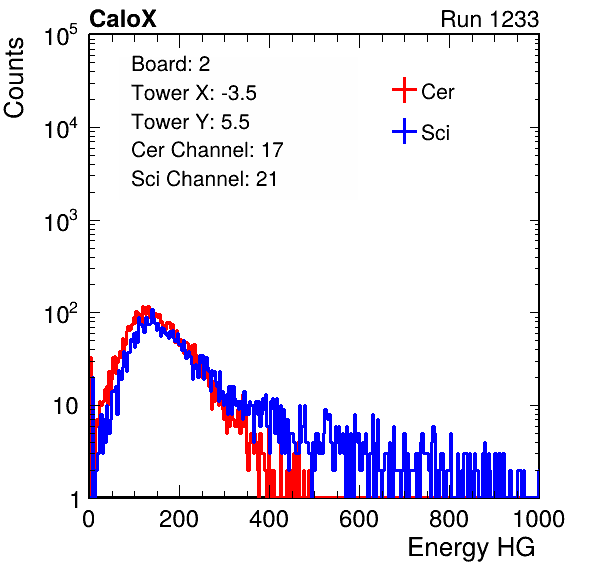 CaloX Run 1233
Counts
10^5
10^4
10^3
10^2
10
1
Board: 2
Tower X: -3.5
Tower Y: 5.5
Cer Channel: 17
Sci Channel: 21
Cer
Sci
0 200 400 600 800 1000
Energy HG